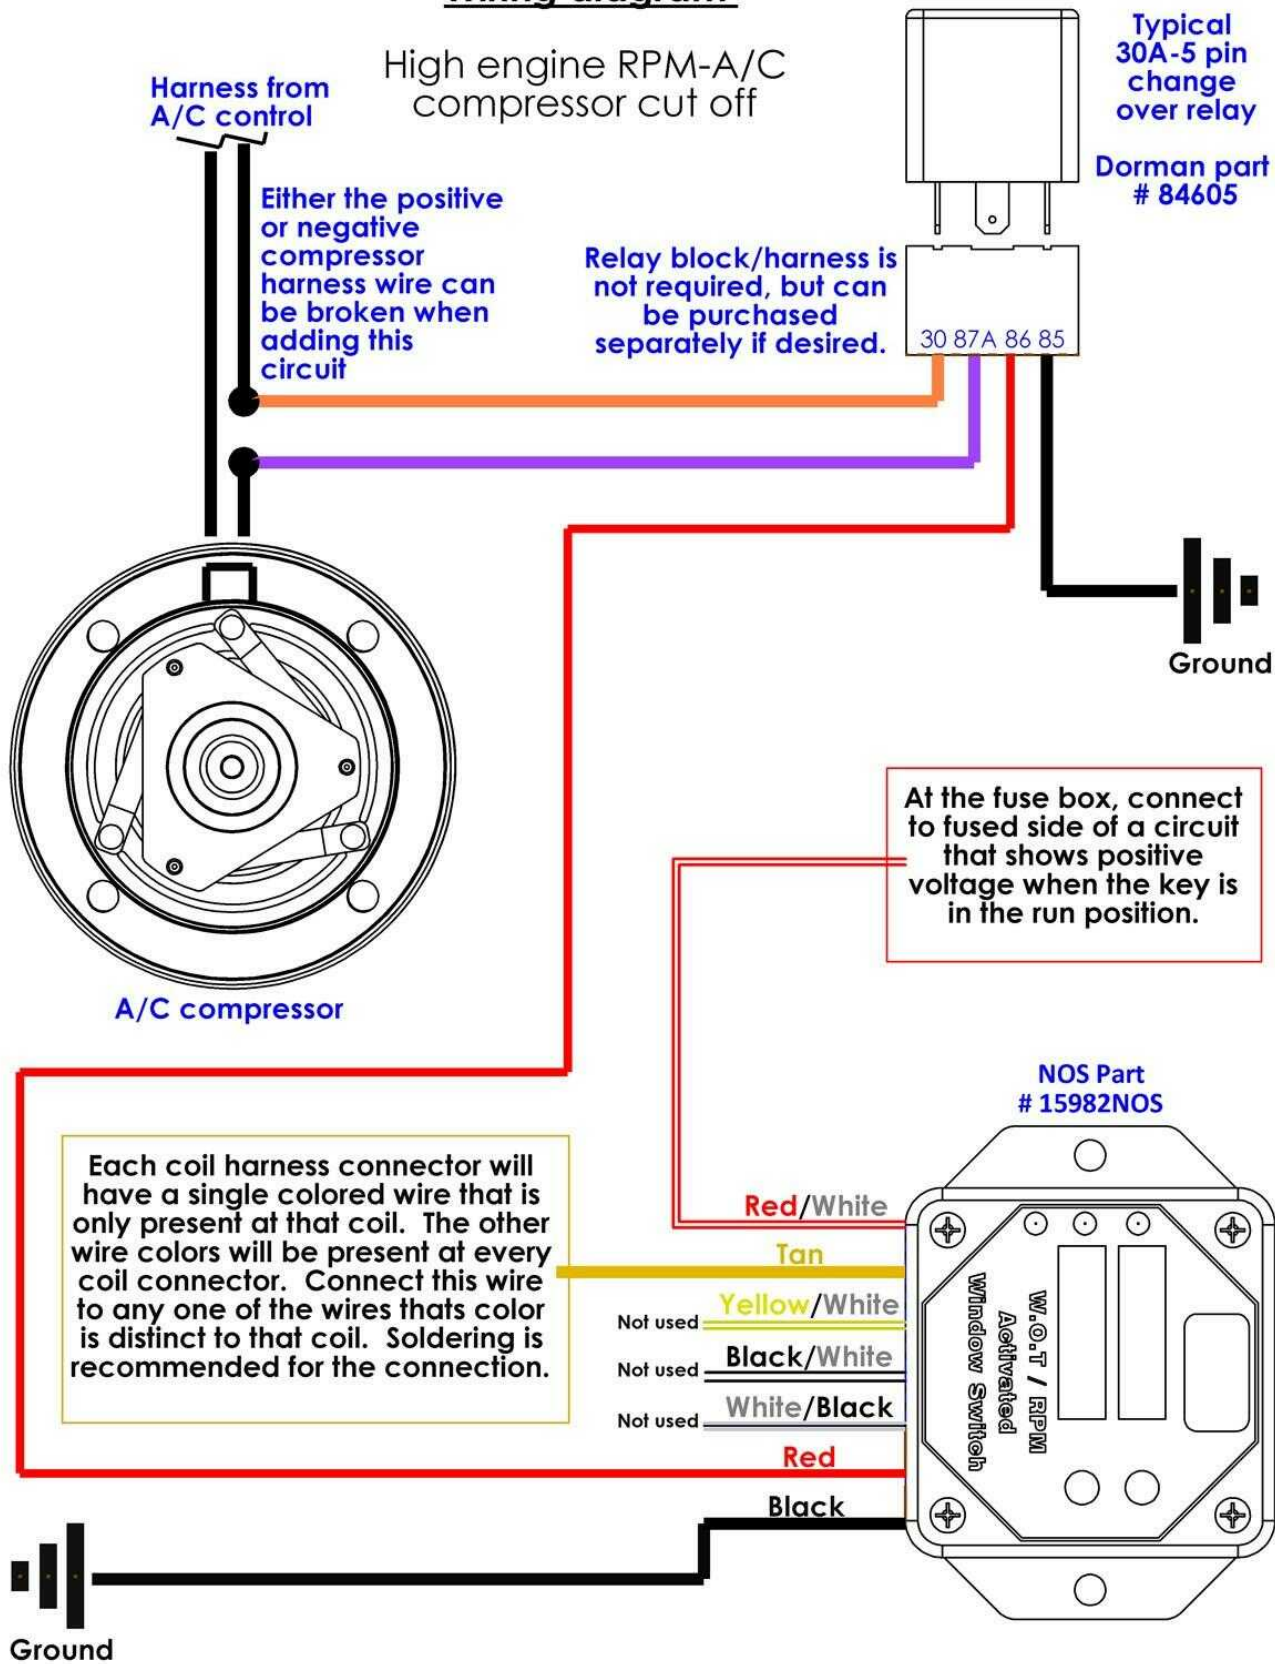 Wiring diagram
High engine RPM-A/C
compressor cut off
Harness from
A/C control
Either the positive
or negative
compressor
harness wire can
be broken when
adding this
circuit
Typical
30A-5 pin
change
over relay
Dorman part
# 84605
Relay block/harness is
not required, but can
be purchased
separately if desired.
30 87A 86 85
Ground
A/C compressor
At the fuse box, connect
to fused side of a circuit
that shows positive
voltage when the key is
in the run position.
NOS Part
# 15982NOS
Each coil harness connector will
have a single colored wire that is
only present at that coil. The other
wire colors will be present at every
coil connector. Connect this wire
to any one of the wires thats color
is distinct to that coil. Soldering is
recommended for the connection.
Red/White
Tan
Yellow/White
Not used
Black/White
Not used
White/Black
Not used
Red
Black
W.O.T / RPM
Activated
Window Switch
Ground